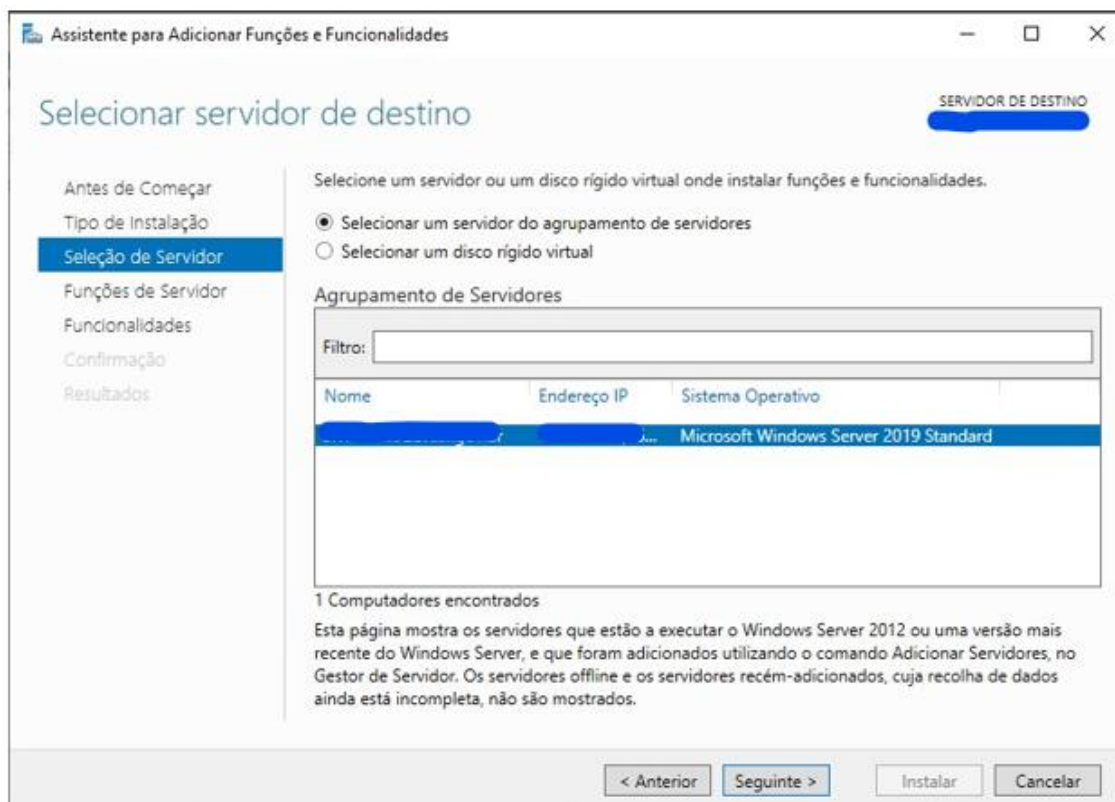 Assistente para Adicionar Funções e Funcionalidades
Selecionar servidor de destino
SERVIDOR DE DESTINO
Antes de Começar
Tipo de Instalação
Seleção de Servidor
Funções de Servidor
Funcionalidades
Confirmação
Resultados
Selecione um servidor ou um disco rígido virtual onde instalar funções e funcionalidades.
Selecionar um servidor do agrupamento de servidores
Selecionar um disco rígido virtual
Agrupamento de Servidores
Filtro:
Nome Endereço IP Sistema Operativo
Microsoft Windows Server 2019 Standard
1 Computadores encontrados
Esta página mostra os servidores que estão a executar o Windows Server 2012 ou uma versão mais
recente do Windows Server, e que foram adicionados utilizando o comando Adicionar Servidores, no
Gestor de Servidor. Os servidores offline e os servidores recém-adicionados, cuja recolha de dados
ainda está incompleta, não são mostrados.
< Anterior Seguinte > Instalar Cancelar